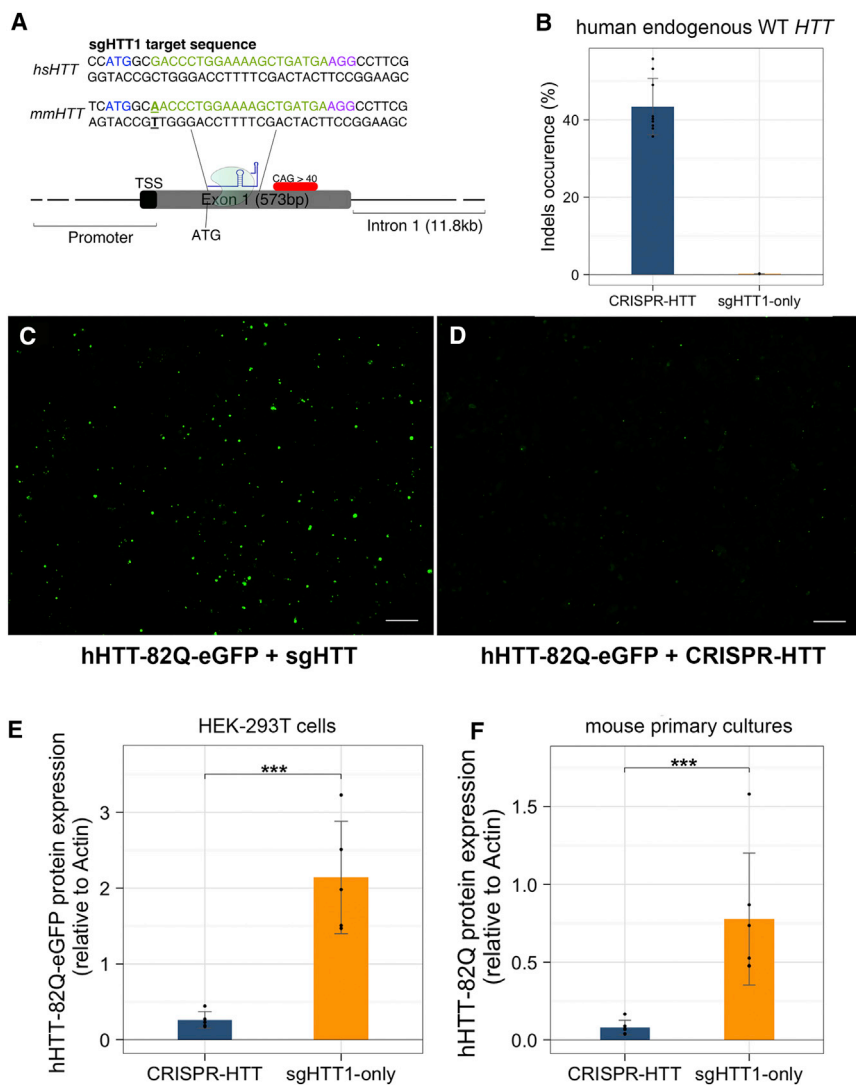 A
sgHTT1 target sequence
hsHTT
CCATGGCGACCCTGGAAAAGCTGATGAAGGCCTTCG
GGTACCGCTGGGACCTTTTCGACTACTTCCGGAAGC
mmHTT
TCATGGCAACCCTGGAAAAGCTGATGAAGGCCTTCG
AGTACCGTTGGGACCTTTTCGACTACTTCCGGAAGC
TSS
CAG > 40
Exon 1 (573bp)
Promoter
ATG
Intron 1 (11.8kb)
B
human endogenous WT HTT
Indels occurence (%)
40
20
0
CRISPR-HTT
sgHTT1-only
C
hHTT-82Q-eGFP + sgHTT
D
hHTT-82Q-eGFP + CRISPR-HTT
E
HEK-293T cells
hHTT-82Q-eGFP protein expression
(relative to Actin)
***
3
2
1
0
CRISPR-HTT
sgHTT1-only
F
mouse primary cultures
hHTT-82Q protein expression
(relative to Actin)
***
1.5
1.0
0.5
0.0
CRISPR-HTT
sgHTT1-only